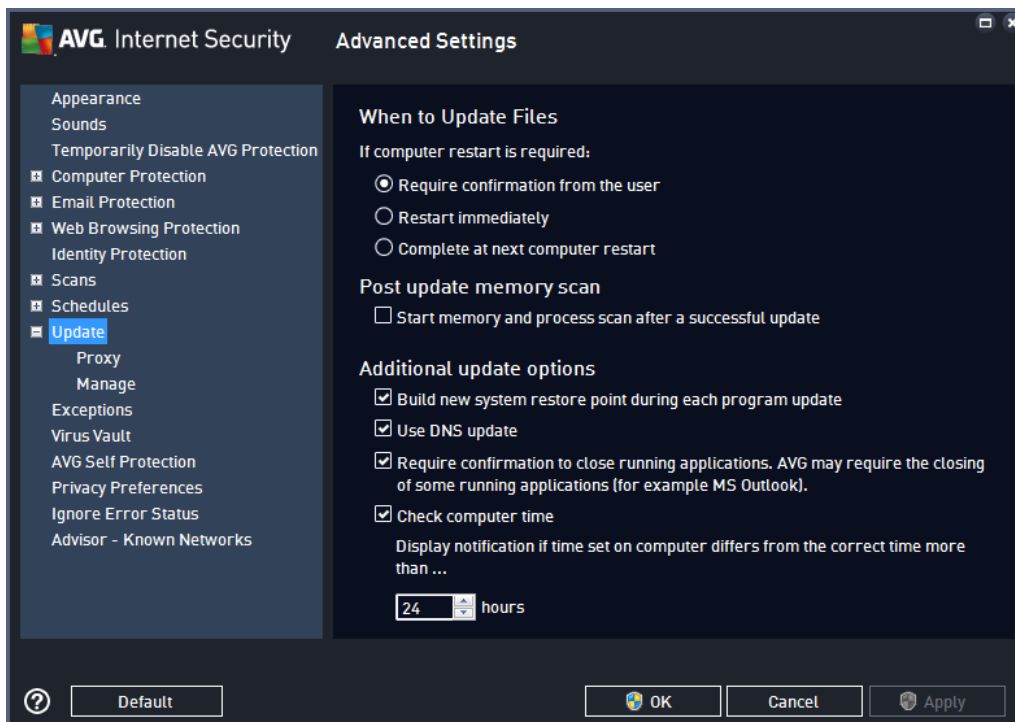 AVG. Internet Security
Advanced Settings
Appearance
Sounds
Temporarily Disable AVG Protection
Computer Protection
Email Protection
Web Browsing Protection
Identity Protection
Scans
Schedules
Update
Proxy
Manage
Exceptions
Virus Vault
AVG Self Protection
Privacy Preferences
Ignore Error Status
Advisor - Known Networks
When to Update Files
If computer restart is required:
Require confirmation from the user
Restart immediately
Complete at next computer restart
Post update memory scan
Start memory and process scan after a successful update
Additional update options
Build new system restore point during each program update
Use DNS update
Require confirmation to close running applications. AVG may require the closing
of some running applications (for example MS Outlook).
Check computer time
Display notification if time set on computer differs from the correct time more
than ...
24 hours
? Default OK Cancel Apply